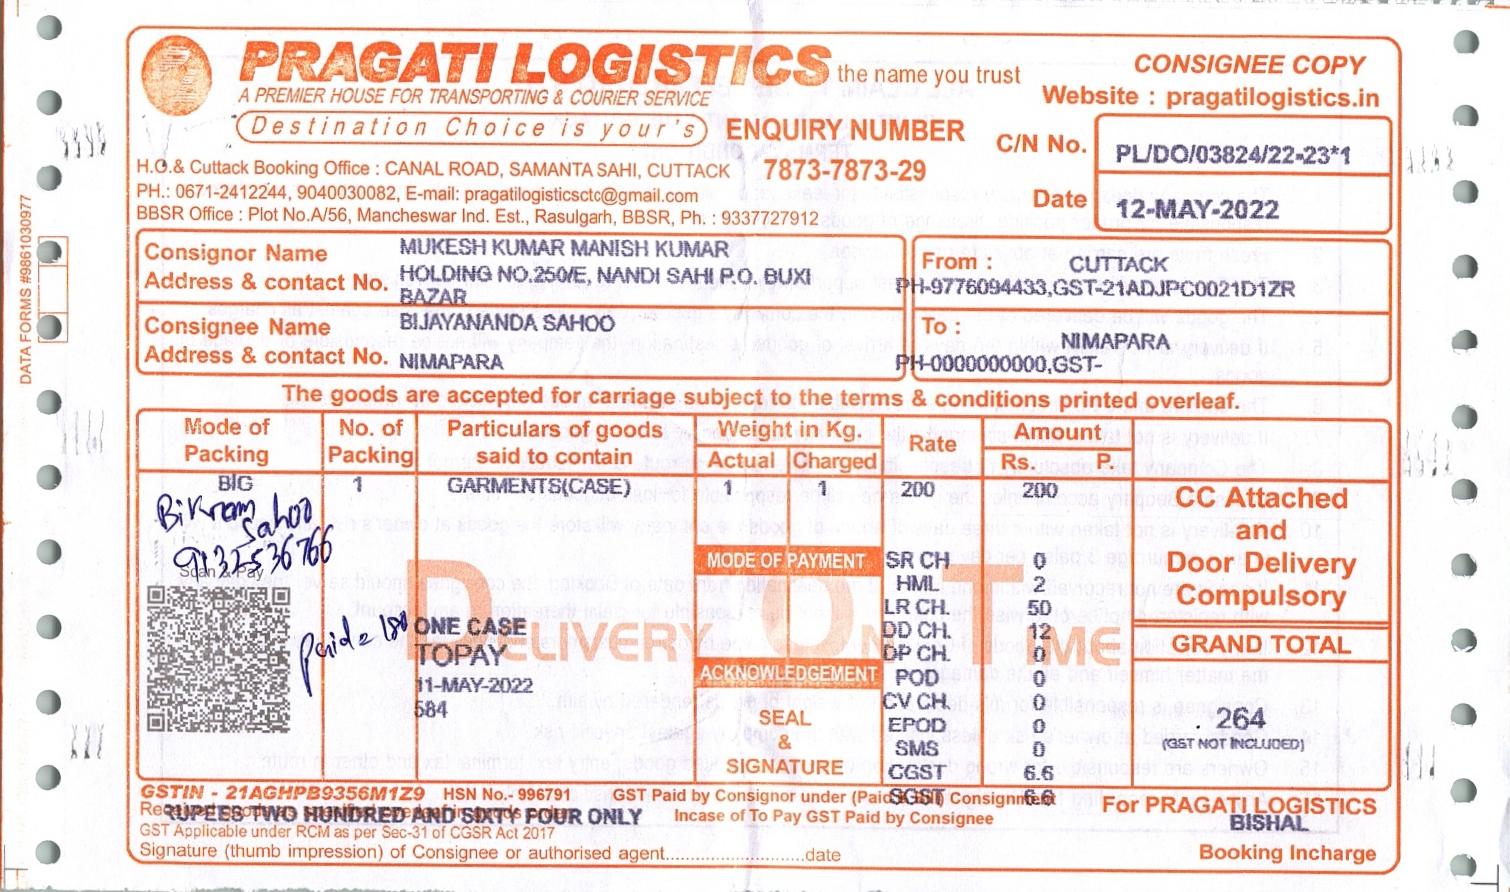 PRAGATI LOGISTICS the name you trust
A PREMIER HOUSE FOR TRANSPORTING & COURIER SERVICE
Destination Choice is your's
ENQUIRY NUMBER
7873-7873-29
CONSIGNEE COPY
Website : pragatilogistics.in
C/N No. PL/DO/03824/22-23*1
Date 12-MAY-2022
H.O.& Cuttack Booking Office : CANAL ROAD, SAMANTA SAHI, CUTTACK
PH.: 0671-2412244, 9040030082, E-mail: pragatilogisticsctc@gmail.com
BBSR Office : Plot No.A/56, Mancheswar Ind. Est., Rasulgarh, BBSR, Ph. : 9337727912
DATA FORMS #9861030977
Consignor Name MUKESH KUMAR MANISH KUMAR
Address & contact No. HOLDING NO.250/E, NANDI SAHI P.O. BUXI
BAZAR
From : CUTTACK
PH-9776094433,GST-21ADJPC0021D1ZR
Consignee Name BIJAYANANDA SAHOO
Address & contact No. NIMAPARA
To :
NIMAPARA
PH-0000000000,GST-
The goods are accepted for carriage subject to the terms & conditions printed overleaf.
Mode of Packing No. of Packing Particulars of goods said to contain Weight in Kg. Actual Charged Rate Amount Rs. P.
BIG 1 GARMENTS(CASE) 1 1 200 200
Bikram
Sahoo
9132536766
Scan & Pay
Paid = 180
DELIVERY ON TIME
ONE CASE
TOPAY
11-MAY-2022
584
MODE OF PAYMENT
ACKNOWLEDGEMENT
SEAL
&
SIGNATURE
SR CH 0
HML 2
LR CH. 50
DD CH. 12
DP CH. 0
POD 0
CV CH. 0
EPOD 0
SMS 0
CGST 6.6
SGST 6.6
CC Attached
and
Door Delivery
Compulsory
GRAND TOTAL
264
(GST NOT INCLUDED)
GSTIN - 21AGHPB9356M1Z9 HSN No.- 996791 GST Paid by Consignor under (Paid & Bill) Consignment
RUPEES TWO HUNDRED AND SIXTY FOUR ONLY
Incase of To Pay GST Paid by Consignee
GST Applicable under RCM as per Sec-31 of CGSR Act 2017
Signature (thumb impression) of Consignee or authorised agent..............................date
For PRAGATI LOGISTICS
BISHAL
Booking Incharge